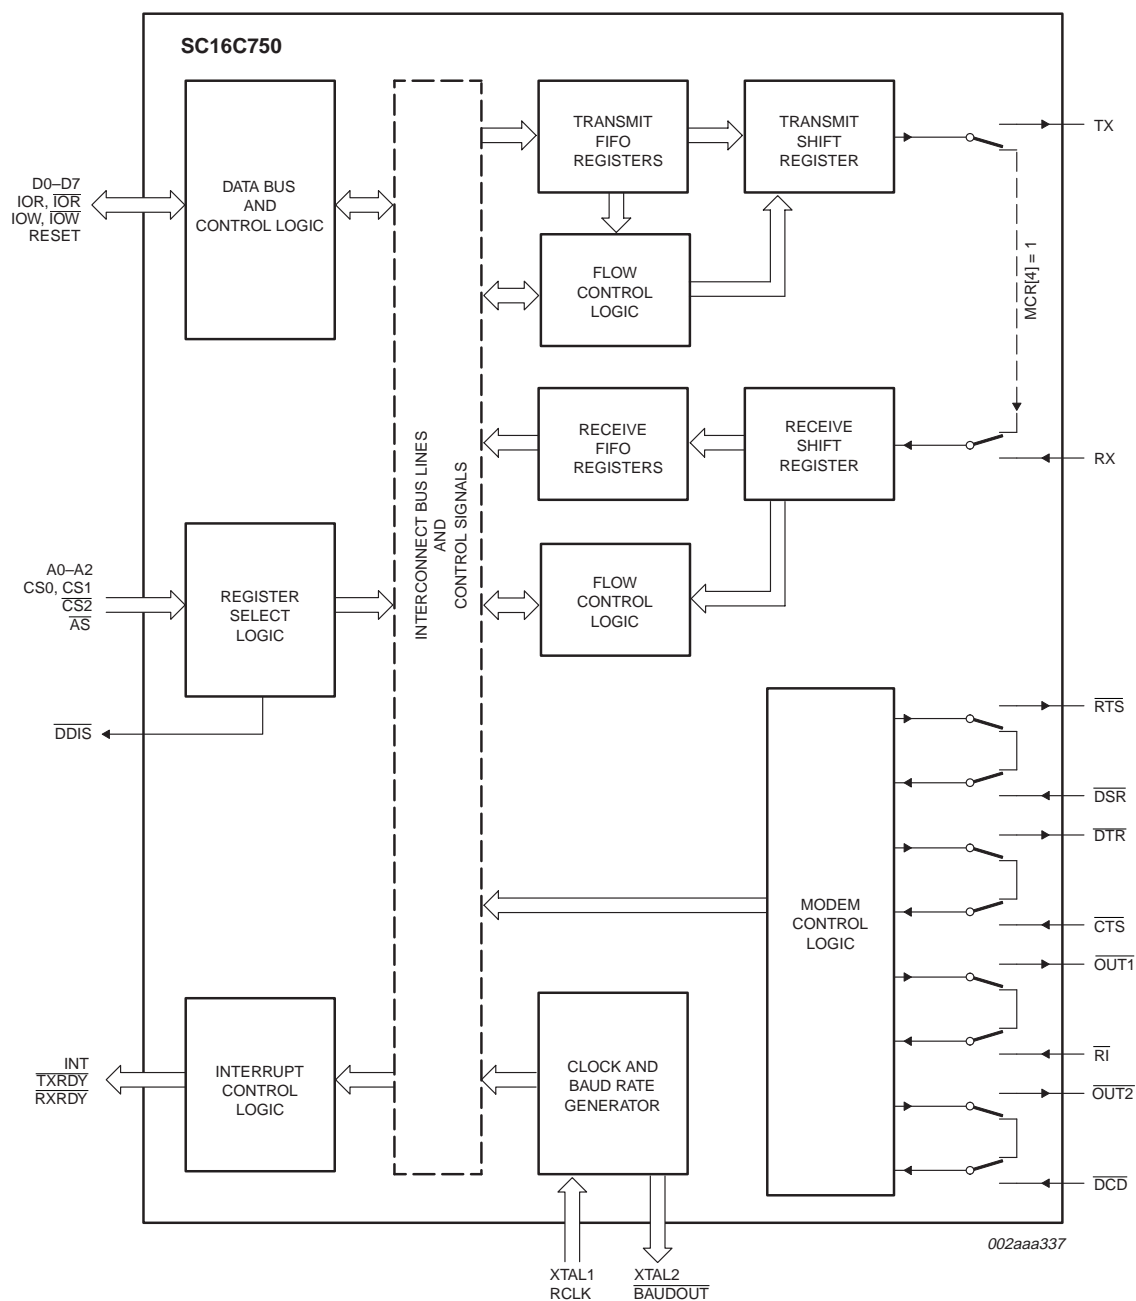 SC16C750
D0–D7
IOR, IOR
IOW, IOW
RESET
DATA BUS
AND
CONTROL LOGIC
TRANSMIT
FIFO
REGISTERS
TRANSMIT
SHIFT
REGISTER
TX
FLOW
CONTROL
LOGIC
MCR[4] = 1
INTERCONNECT BUS LINES
AND
CONTROL SIGNALS
RECEIVE
FIFO
REGISTERS
RECEIVE
SHIFT
REGISTER
RX
A0–A2
CS0, CS1
CS2
AS
REGISTER
SELECT
LOGIC
FLOW
CONTROL
LOGIC
DDIS
MODEM
CONTROL
LOGIC
RTS
DSR
DTR
CTS
OUT1
RI
OUT2
DCD
INT
TXRDY
RXRDY
INTERRUPT
CONTROL
LOGIC
CLOCK AND
BAUD RATE
GENERATOR
XTAL1
RCLK
XTAL2
BAUDOUT
002aaa337